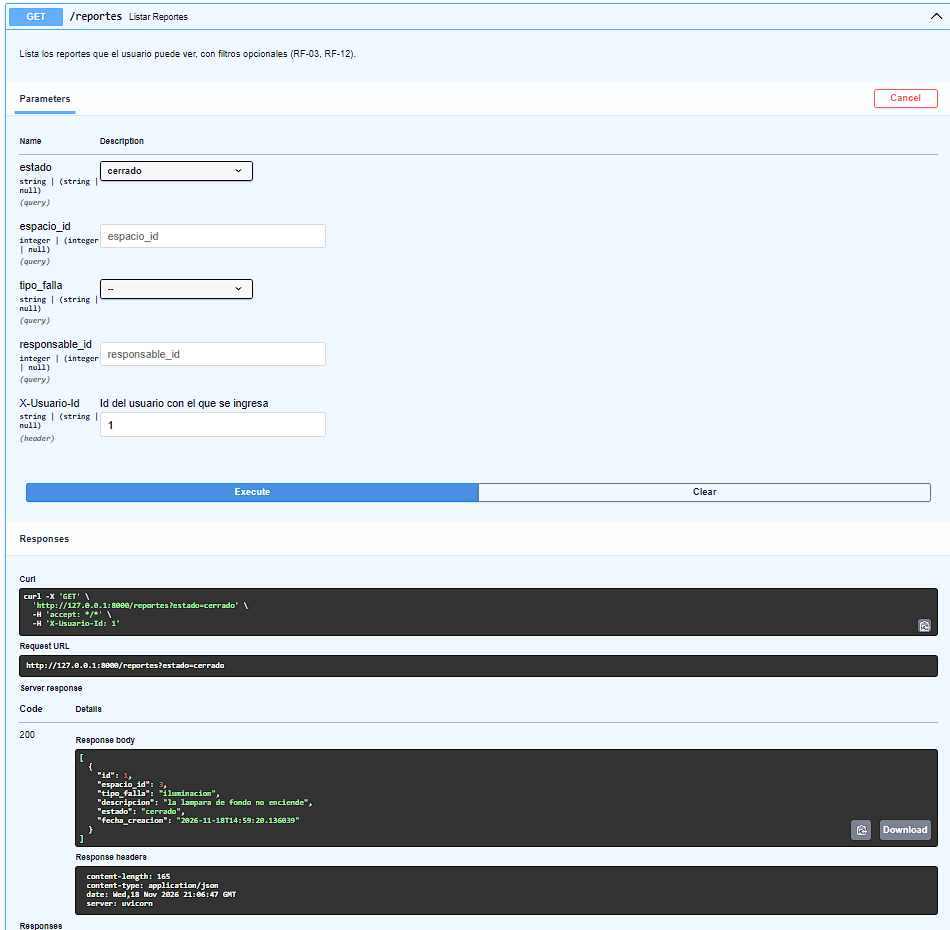 GET /reportes Listar Reportes
Lista los reportes que el usuario puede ver, con filtros opcionales (RF-03, RF-12).
Parameters
Cancel
Name Description
estado
string | (string | null)
(query)
cerrado
espacio_id
integer | (integer | null)
(query)
espacio_id
tipo_falla
string | (string | null)
(query)
--
responsable_id
integer | (integer | null)
(query)
responsable_id
X-Usuario-Id
string | (string | null)
(header)
Id del usuario con el que se ingresa
1
Execute
Clear
Responses
Curl
curl -X 'GET' \
'http://127.0.0.1:8000/reportes?estado=cerrado' \
-H 'accept: */*' \
-H 'X-Usuario-Id: 1'
Request URL
http://127.0.0.1:8000/reportes?estado=cerrado
Server response
Code Details
200
Response body
[
{
"id": 1,
"espacio_id": 3,
"tipo_falla": "iluminacion",
"descripcion": "la lampara de fondo no enciende",
"estado": "cerrado",
"fecha_creacion": "2026-11-18T14:59:20.136039"
}
]
Download
Response headers
content-length: 165
content-type: application/json
date: Wed,18 Nov 2026 21:06:47 GMT
server: uvicorn
Responses